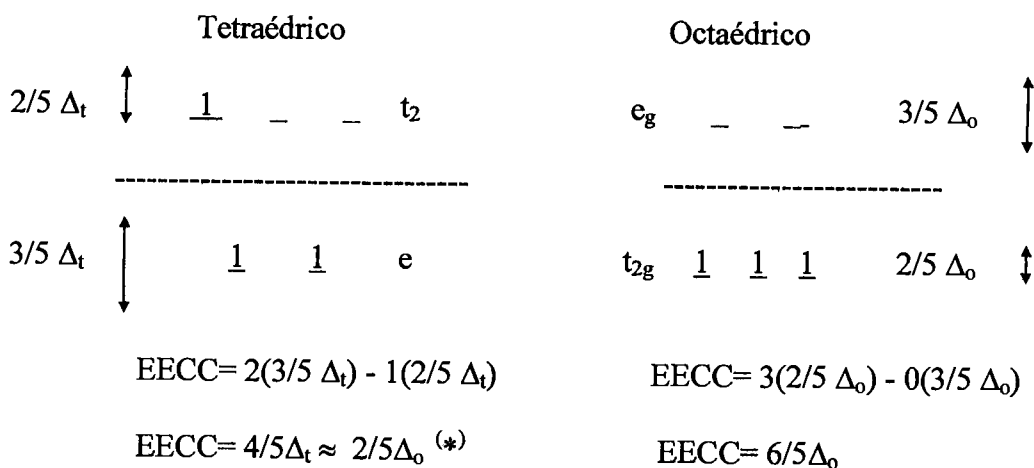 Tetraédrico Octaédrico
2/5 Δt 1 _ _ t2 eg _ _ 3/5 Δo
3/5 Δt 1 1 e t2g 1 1 1 2/5 Δo
EECC= 2(3/5 Δt) - 1(2/5 Δt) EECC= 3(2/5 Δo) - 0(3/5 Δo)
EECC= 4/5Δt ≈ 2/5Δo (*) EECC= 6/5Δo